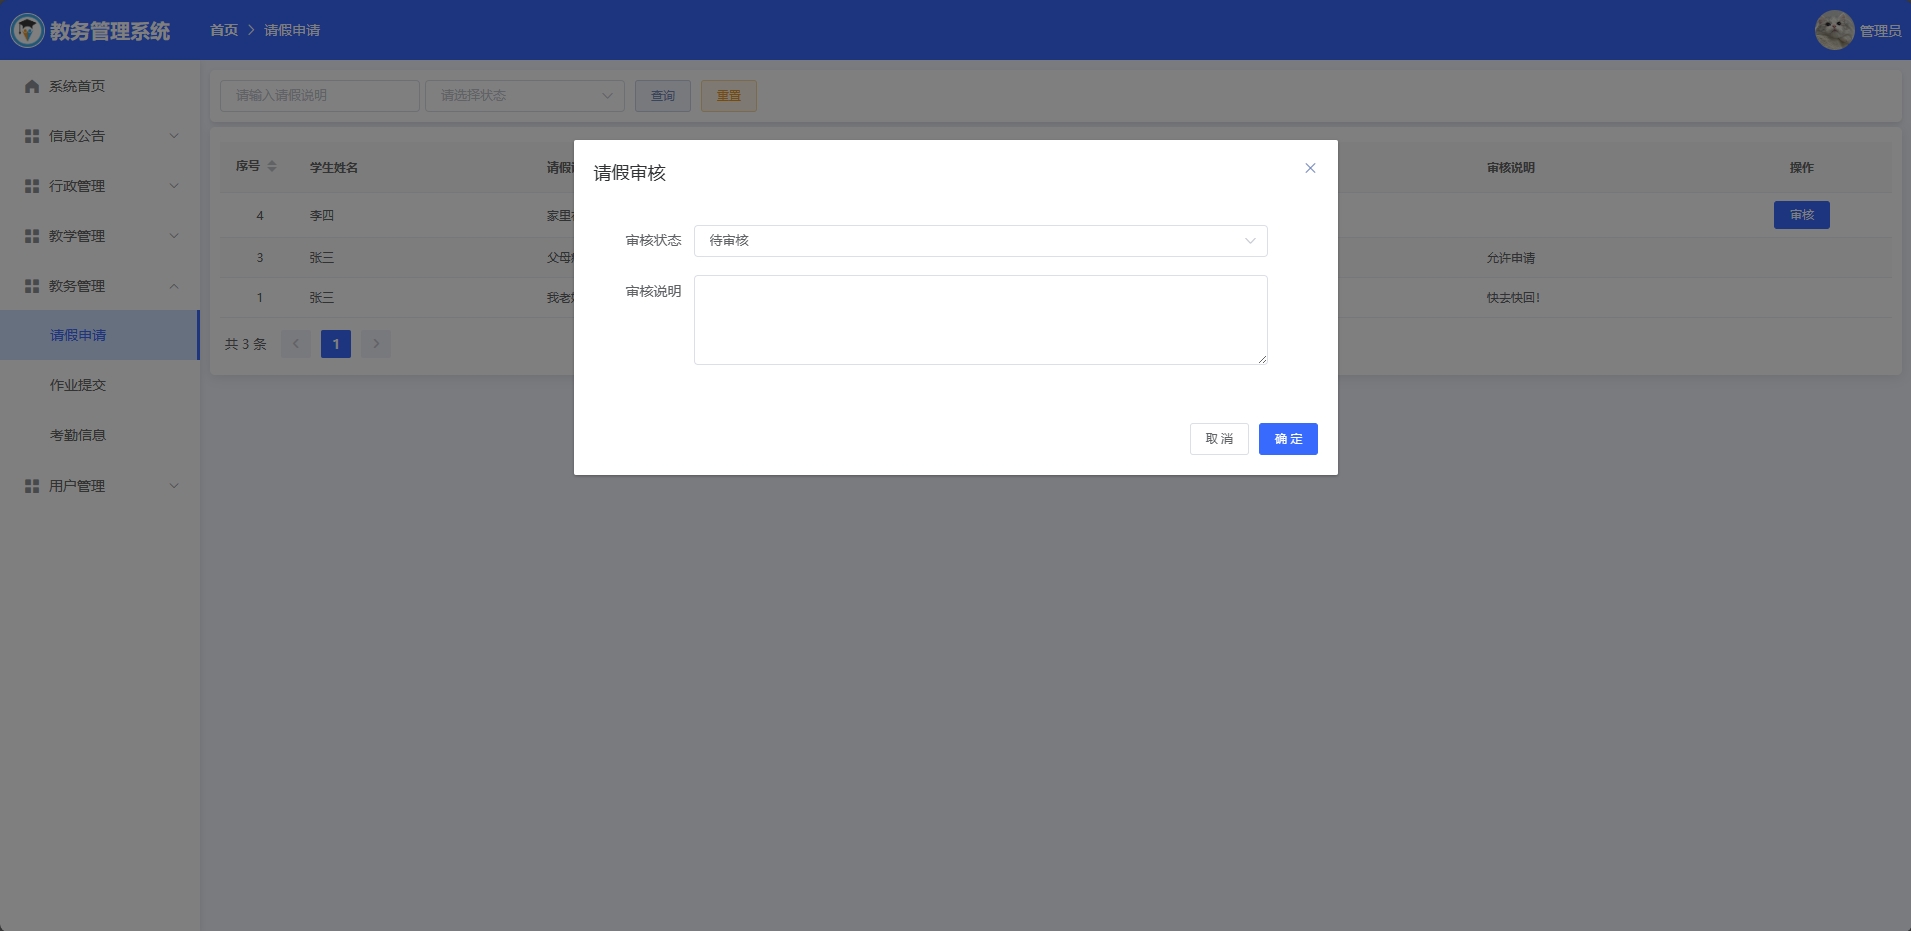 教务管理系统
首页 > 请假申请
管理员
系统首页
信息公告
行政管理
教学管理
教务管理
请假申请
作业提交
考勤信息
用户管理
请输入请假说明
请选择状态
查询
重置
序号 学生姓名 请假 审核说明 操作
4 李四 家里 审核
3 张三 父母 允许申请
1 张三 我老 快去快回!
共 3 条
1
请假审核
审核状态 待审核
审核说明
取 消
确 定